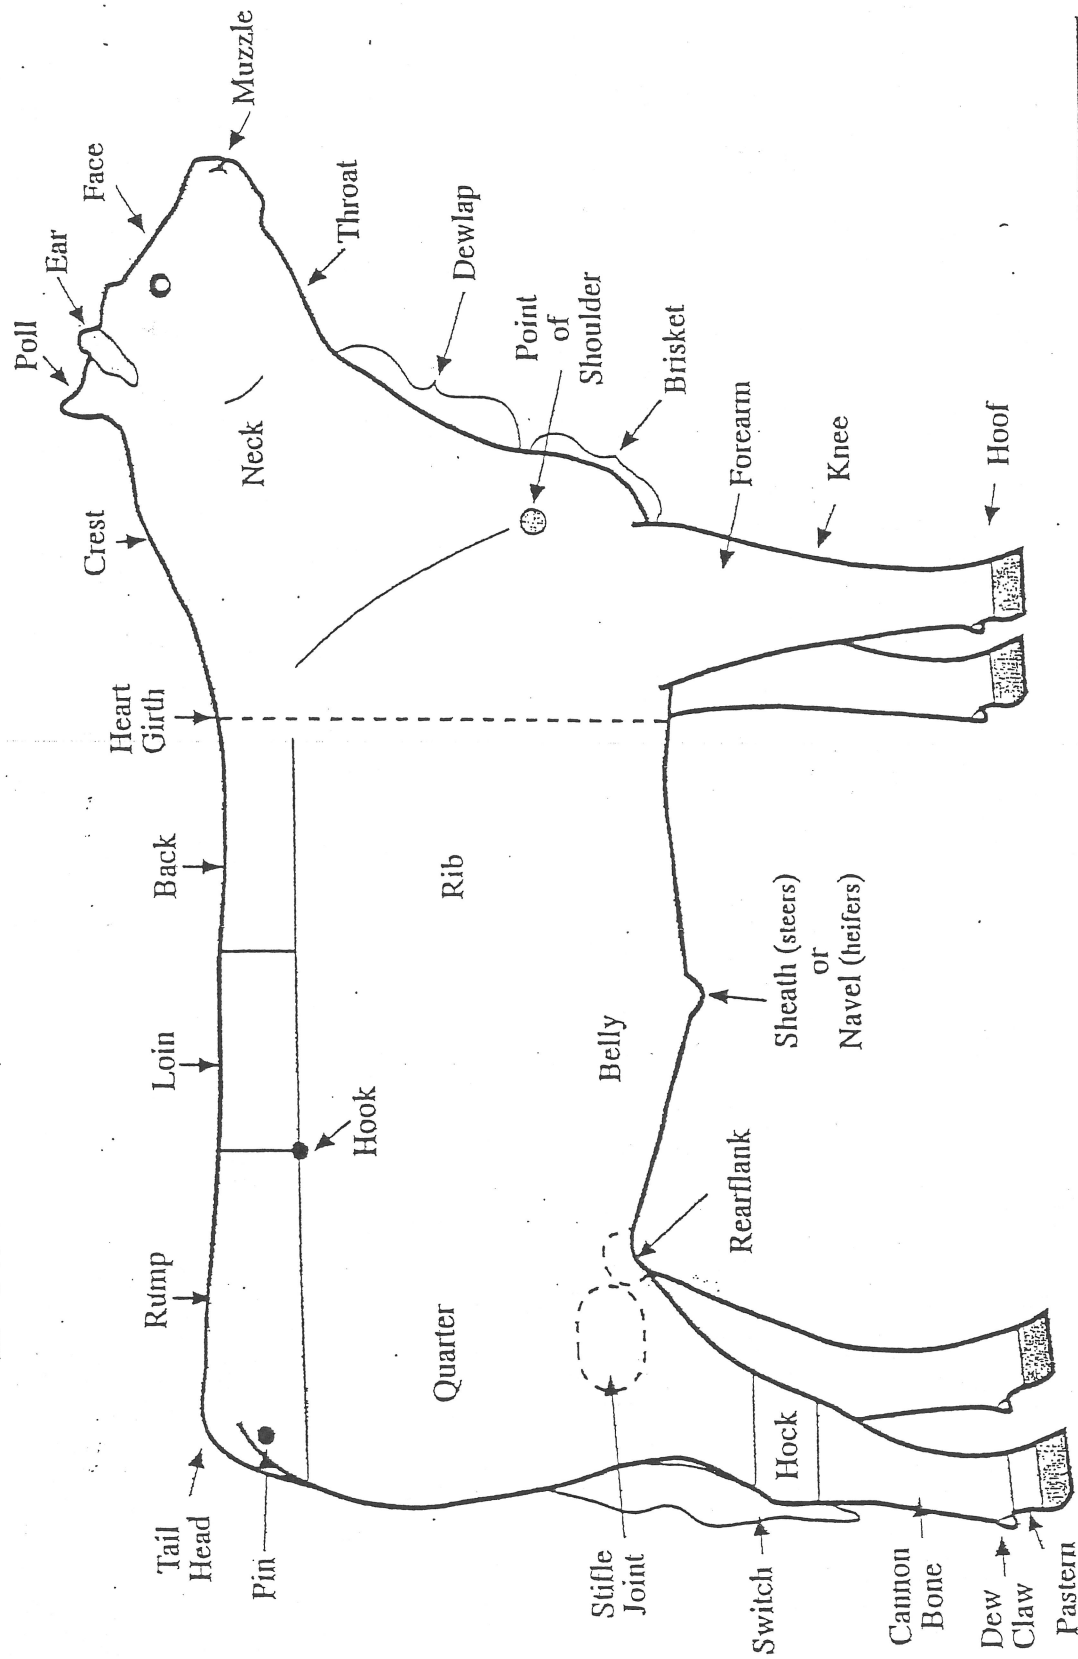 Poll
Ear
Face
Muzzle
Crest
Heart
Girth
Back
Loin
Rump
Tail
Head
Pin
Neck
Throat
Dewlap
Point
of
Shoulder
Brisket
Hook
Rib
Quarter
Belly
Forearm
Knee
Hoof
Sheath (steers)
or
Navel (heifers)
Rearflank
Stifle
Joint
Hock
Switch
Cannon
Bone
Dew
Claw
Pastern